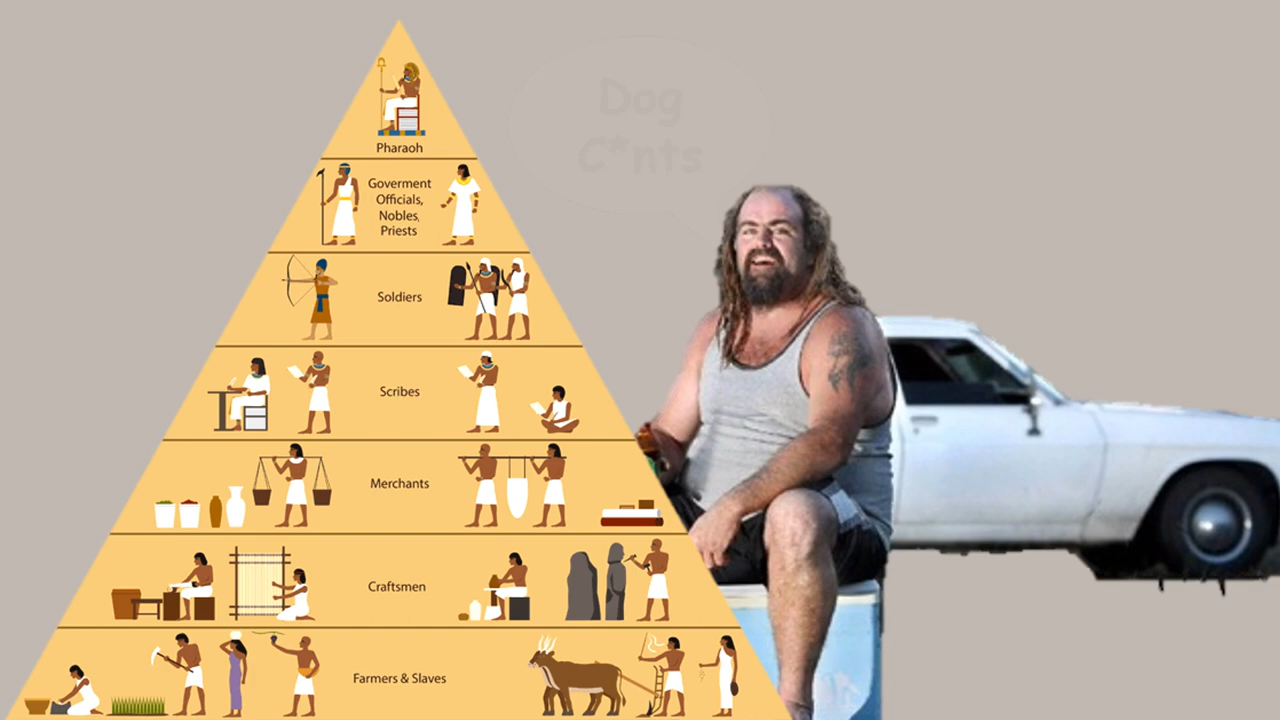 Dog
C*nts
Pharaoh
Goverment
Officials,
Nobles,
Priests
Soldiers
Scribes
Merchants
Craftsmen
Farmers & Slaves